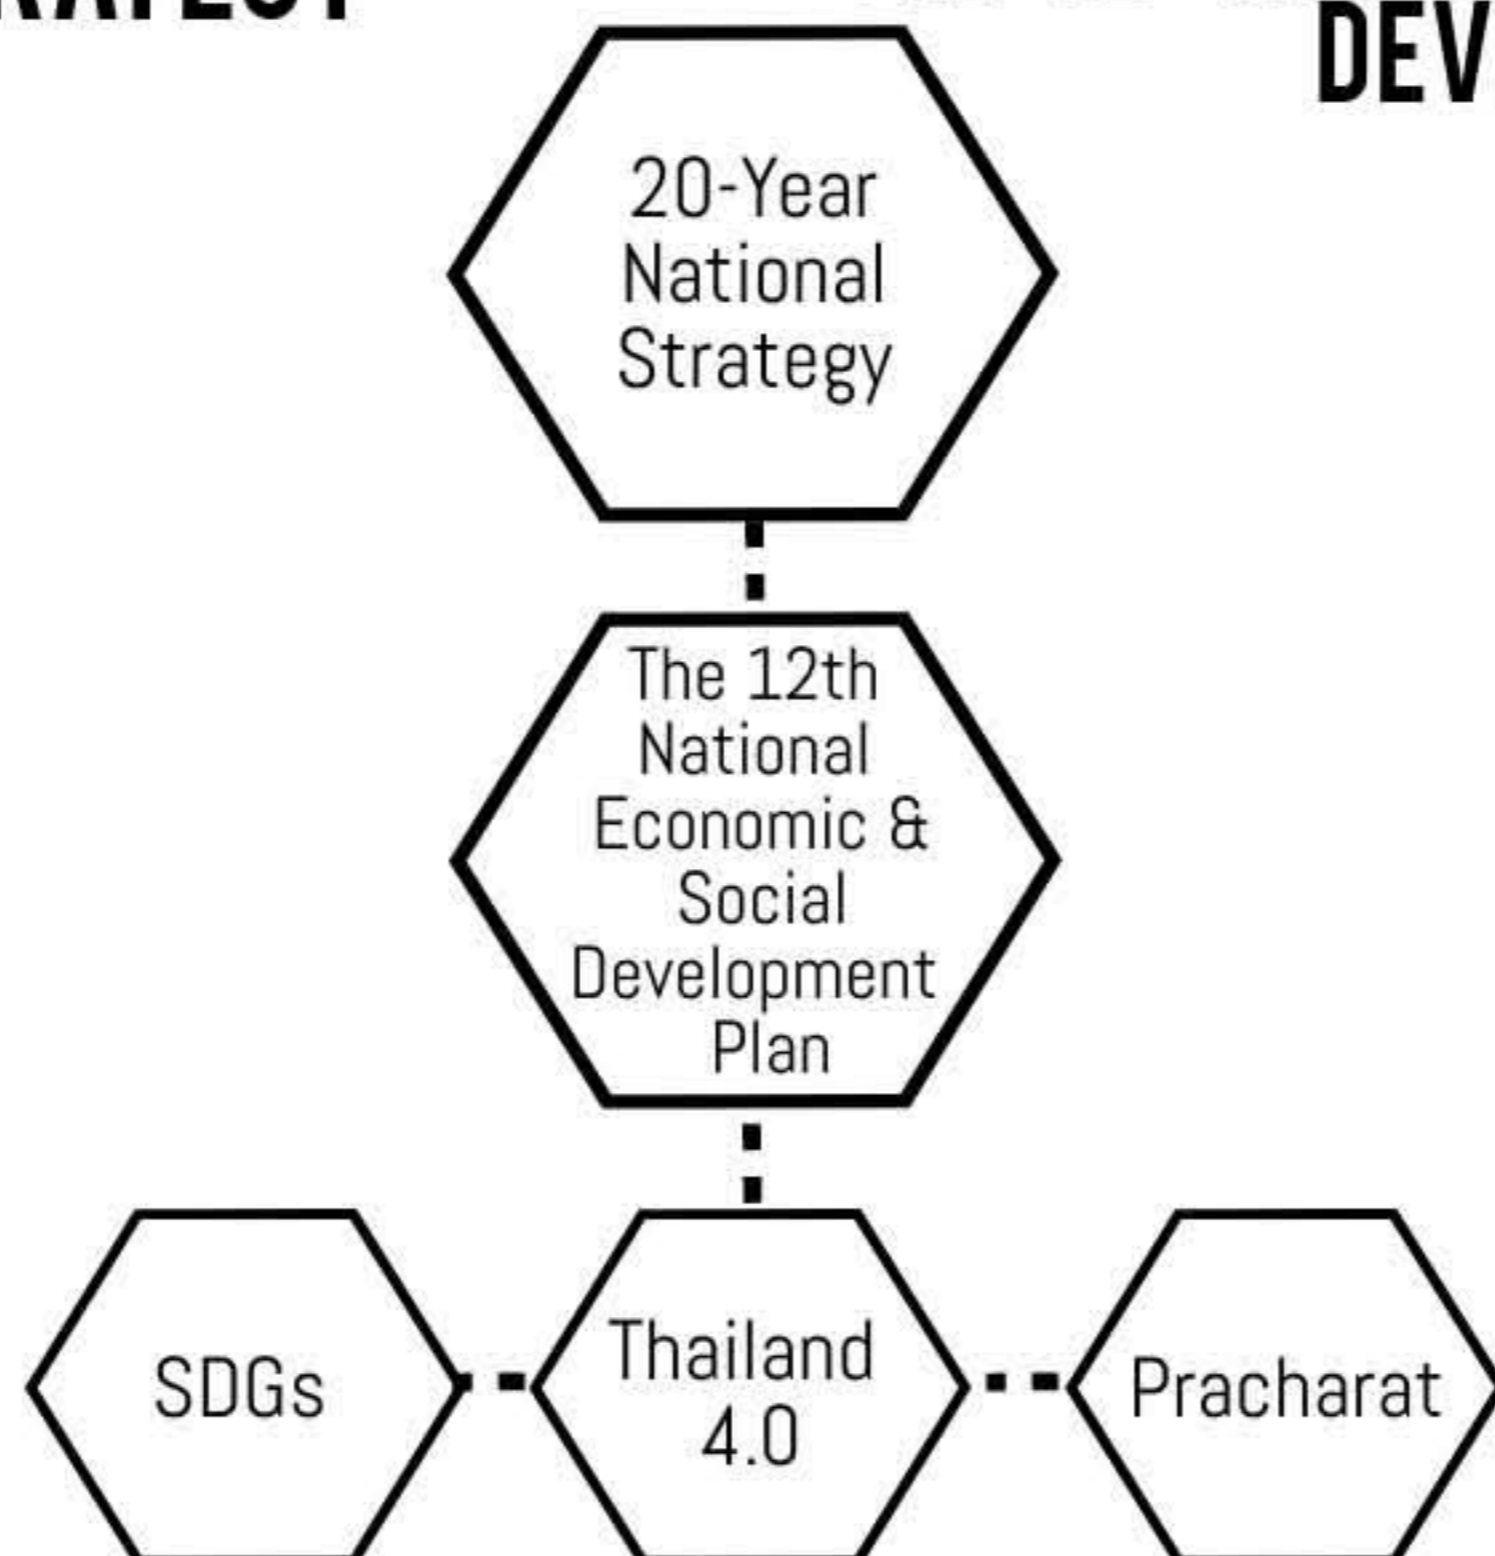 DEV
20-Year
National
Strategy
The 12th
National
Economic &
Social
Development
Plan
SDGs
Thailand
4.0
Pracharat